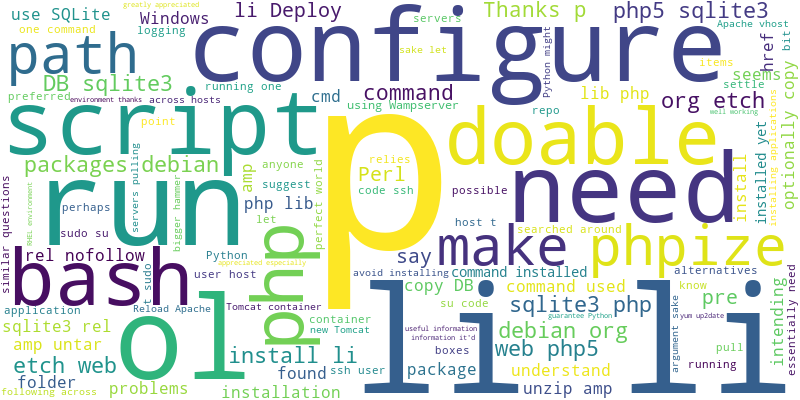 greatly appreciated
use SQLite
Windows
li Deploy
servers
Thanks p
php5 sqlite3
Apache vhost
one command
logging
configure
sake let
Python might
items
href
bit
path
DB sqlite3
running one
cmd
command
lib php
seems
settle
optionally copy
preferred
environment thanks
across hosts
using Wampserver
repo
org etch
script
point
p
doable
installing applications
well working
packages debian
servers pulling
anyone
relies
Perl
install
installed yet
RHEL environment
run
bigger hammer
amp
suggest
perfect world
code ssh
possible
need
perhaps
php lib
let
host t
searched around
similar questions
sudo su
php
say
make
phpize
rel nofollow
Python
appreciated especially
avoid installing
command installed
alternatives
bash
ret sudo
user host
copy DB
command used
know
intending
essentially need
application
Reload Apache
Tomcat container
su code
sqlite3 php
guarantee Python
yum up2date
pre
sqlite3 rel
ol
container
new Tomcat
li
useful information
information it'd
debian org
argument sake
pull
amp untar
install li
boxes
web php5
li
etch web
found
ssh user
package
understand
running
folder
problems
following across
installation
unzip amp